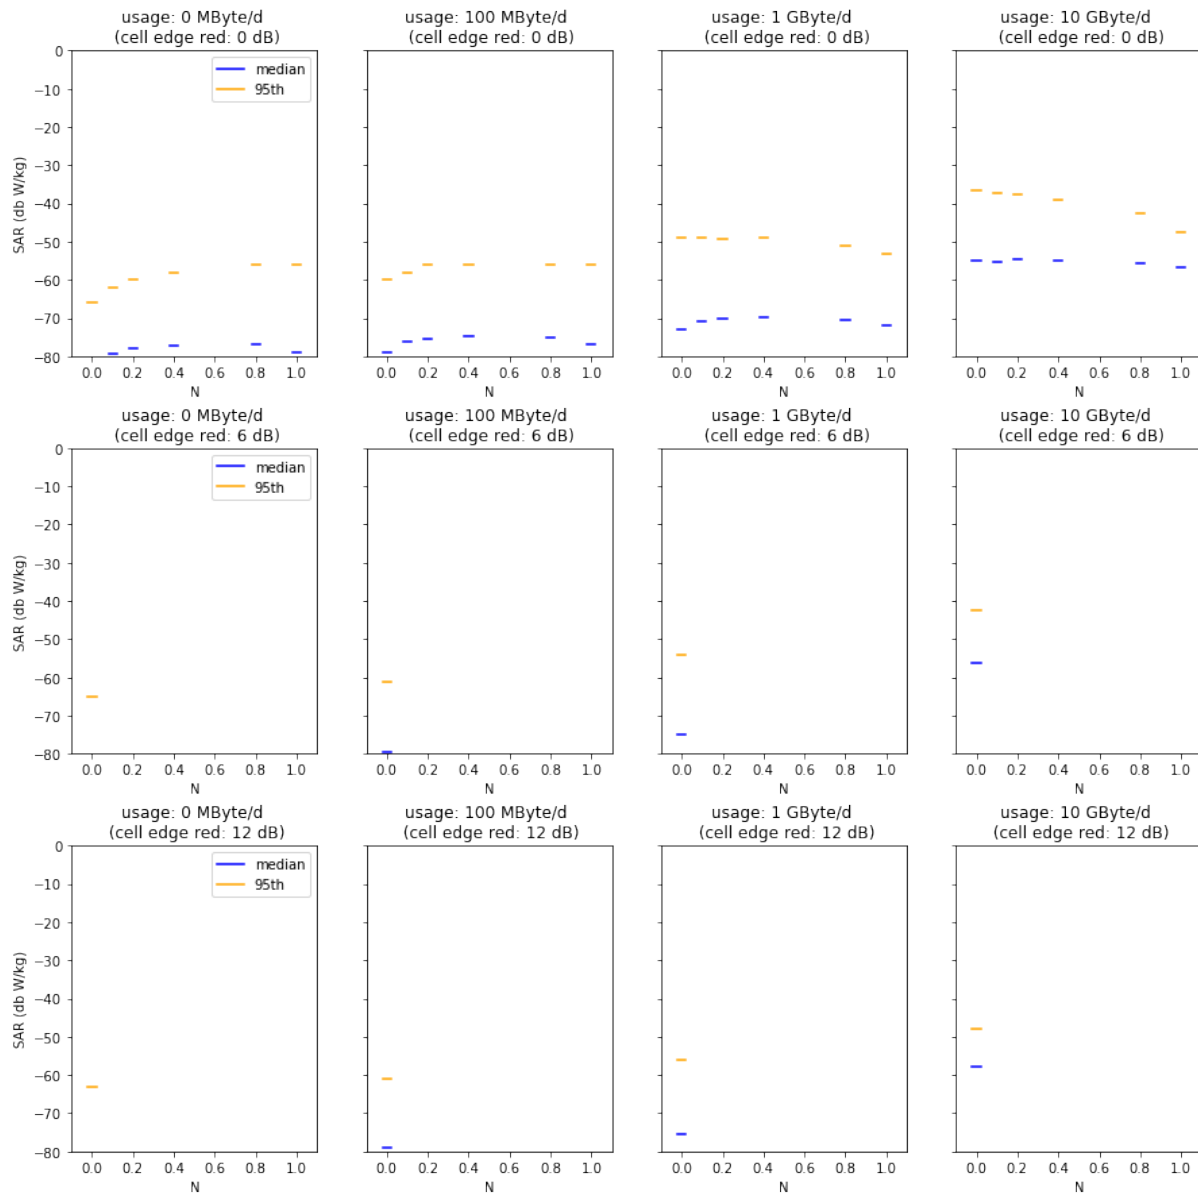 usage: 0 MByte/d
(cell edge red: 0 dB)
usage: 100 MByte/d
(cell edge red: 0 dB)
usage: 1 GByte/d
(cell edge red: 0 dB)
usage: 10 GByte/d
(cell edge red: 0 dB)
median
95th
0
−10
−20
−30
−40
−50
−60
−70
−80
SAR (db W/kg)
0.0 0.2 0.4 0.6 0.8 1.0
N
0.0 0.2 0.4 0.6 0.8 1.0
N
0.0 0.2 0.4 0.6 0.8 1.0
N
0.0 0.2 0.4 0.6 0.8 1.0
N
usage: 0 MByte/d
(cell edge red: 6 dB)
usage: 100 MByte/d
(cell edge red: 6 dB)
usage: 1 GByte/d
(cell edge red: 6 dB)
usage: 10 GByte/d
(cell edge red: 6 dB)
median
95th
0
−10
−20
−30
−40
−50
−60
−70
−80
SAR (db W/kg)
0.0 0.2 0.4 0.6 0.8 1.0
N
0.0 0.2 0.4 0.6 0.8 1.0
N
0.0 0.2 0.4 0.6 0.8 1.0
N
0.0 0.2 0.4 0.6 0.8 1.0
N
usage: 0 MByte/d
(cell edge red: 12 dB)
usage: 100 MByte/d
(cell edge red: 12 dB)
usage: 1 GByte/d
(cell edge red: 12 dB)
usage: 10 GByte/d
(cell edge red: 12 dB)
median
95th
0
−10
−20
−30
−40
−50
−60
−70
−80
SAR (db W/kg)
0.0 0.2 0.4 0.6 0.8 1.0
N
0.0 0.2 0.4 0.6 0.8 1.0
N
0.0 0.2 0.4 0.6 0.8 1.0
N
0.0 0.2 0.4 0.6 0.8 1.0
N